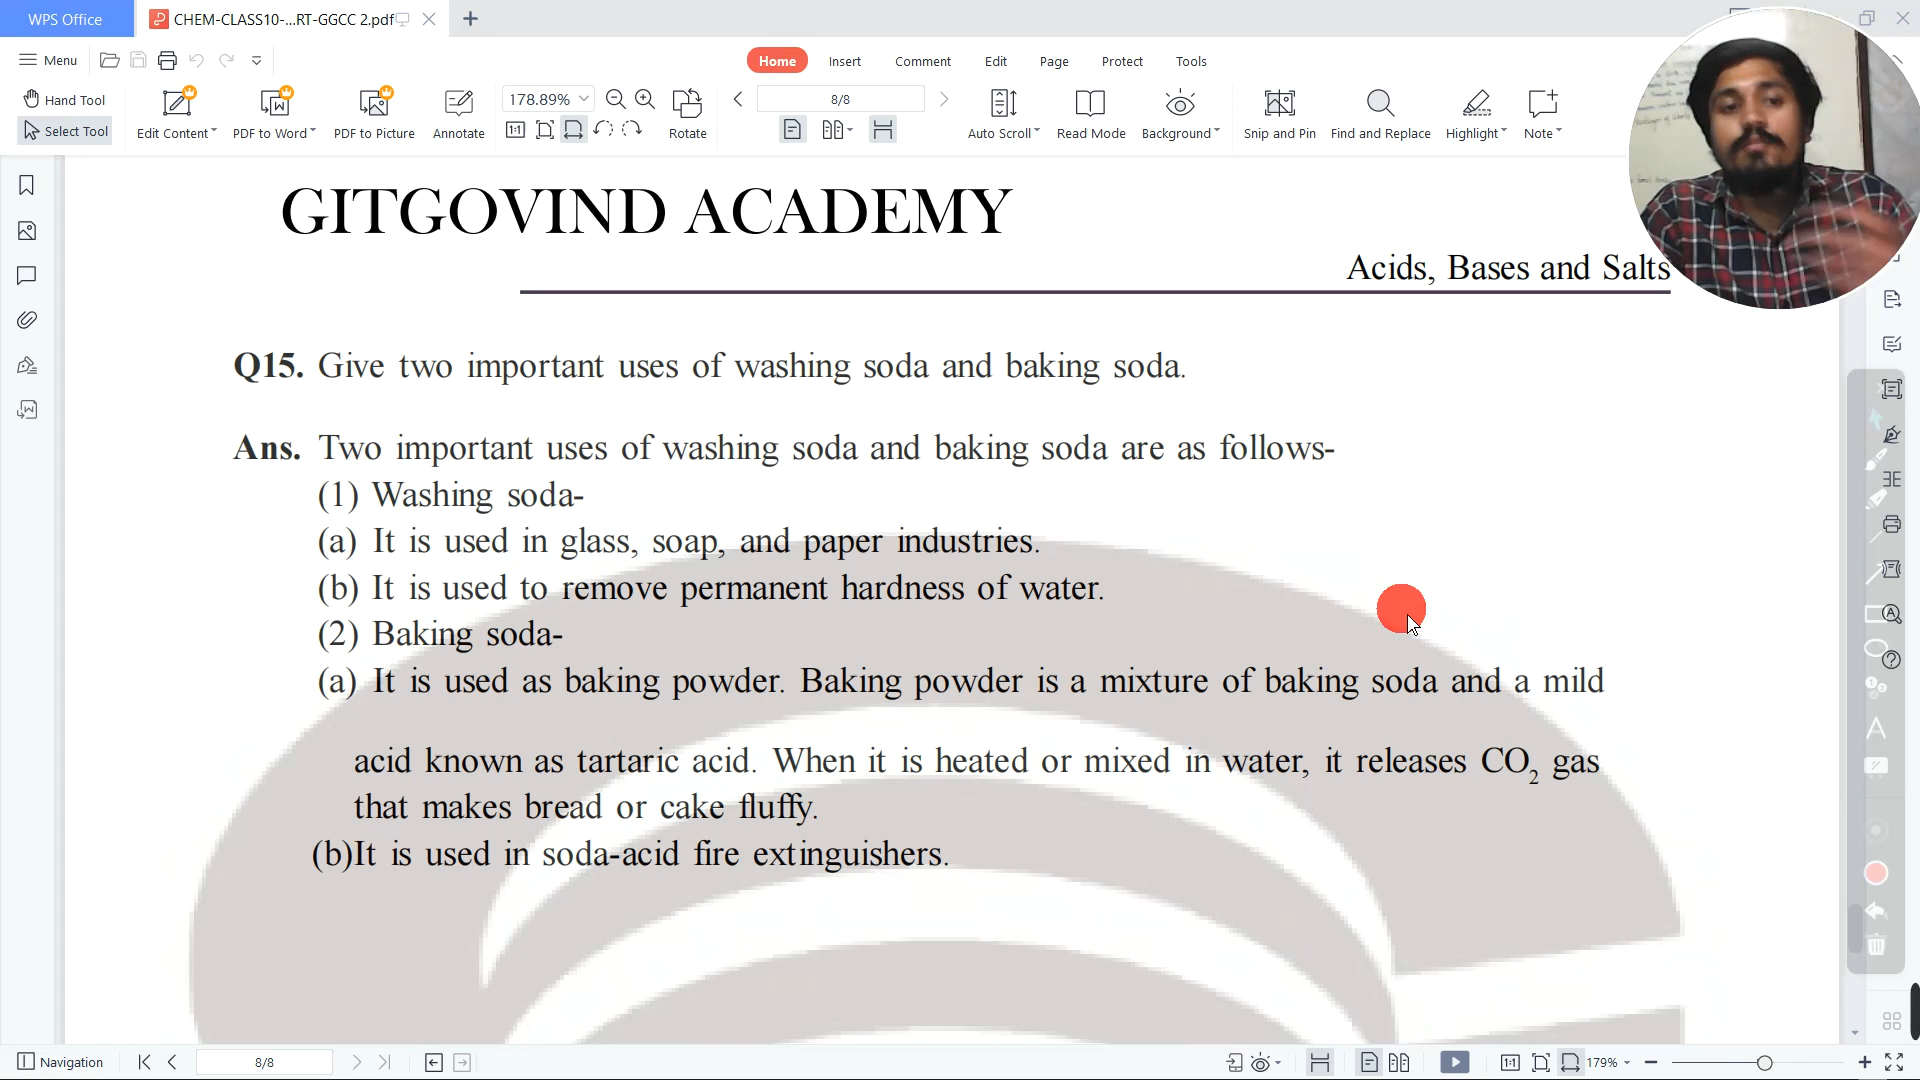 WPS Office
CHEM-CLASS10-...RT-GGCC 2.pdf
Menu
Home Insert Comment Edit Page Protect Tools
Hand Tool
Select Tool
Edit Content
PDF to Word
PDF to Picture
Annotate
178.89%
Rotate
8/8
Auto Scroll
Read Mode
Background
Snip and Pin
Find and Replace
Highlight
Note
GITGOVIND ACADEMY
Acids, Bases and Salts
Q15. Give two important uses of washing soda and baking soda.
Ans. Two important uses of washing soda and baking soda are as follows-
(1) Washing soda-
(a) It is used in glass, soap, and paper industries.
(b) It is used to remove permanent hardness of water.
(2) Baking soda-
(a) It is used as baking powder. Baking powder is a mixture of baking soda and a mild
acid known as tartaric acid. When it is heated or mixed in water, it releases CO₂ gas
that makes bread or cake fluffy.
(b)It is used in soda-acid fire extinguishers.
Navigation
8/8
179%